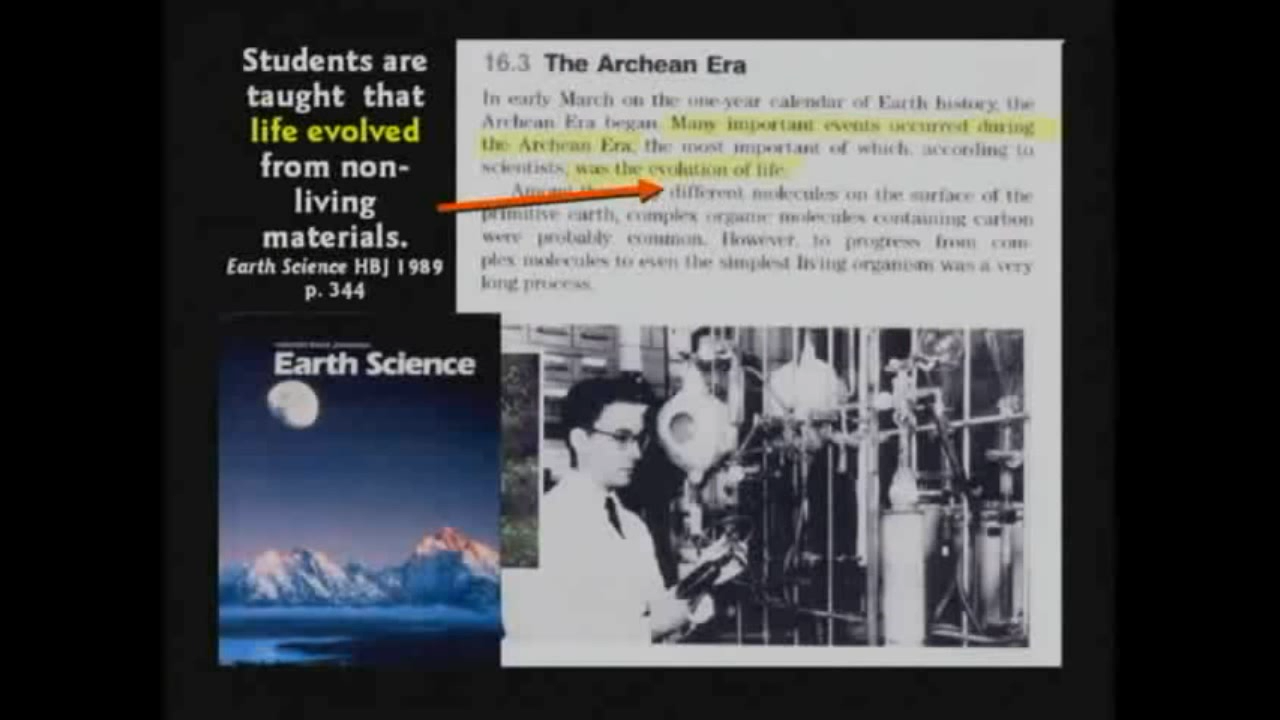 Students are
taught that
life evolved
from non-
living
materials.
Earth Science HBJ 1989
p. 344
16.3 The Archean Era
In early March on the one-year calendar of Earth history, the
Archean Era began. Many important events occurred during
the Archean Era, the most important of which, according to
scientists, was the evolution of life.
Among different molecules on the surface of the
primitive earth, complex organic molecules containing carbon
were probably common. However, to progress from com-
plex molecules to even the simplest living organism was a very
long process.
Earth Science